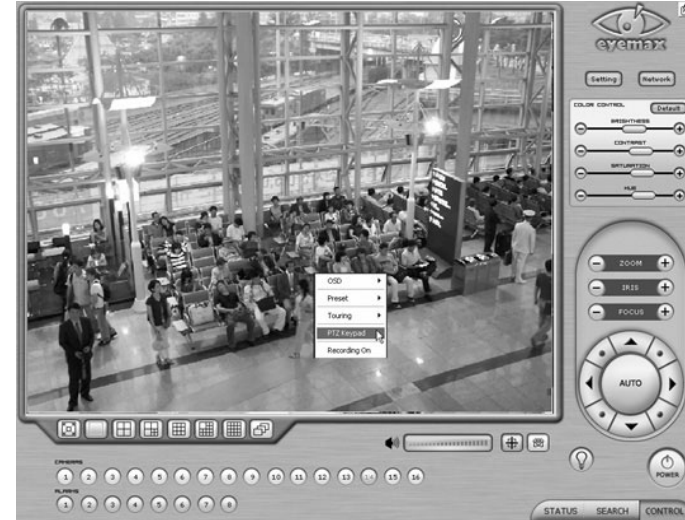 eyemax
Setting Network
COLOR CONTROL Default
BRIGHTNESS
CONTRAST
SATURATION
HUE
ZOOM
IRIS
FOCUS
AUTO
OSD
Preset
Touring
PTZ Keypad
Recording On
CAMERAS
1 2 3 4 5 6 7 8 9 10 11 12 13 14 15 16
ALARMS
1 2 3 4 5 6 7 8
POWER
STATUS SEARCH CONTROL